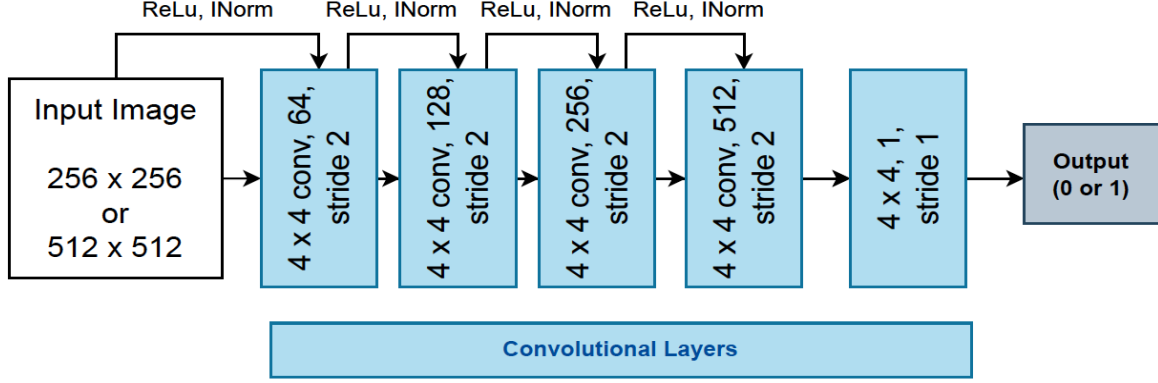 ReLu, INorm
ReLu, INorm
ReLu, INorm
ReLu, INorm
Input Image
256 x 256
or
512 x 512
4 x 4 conv, 64,
stride 2
4 x 4 conv, 128,
stride 2
4 x 4 conv, 256,
stride 2
4 x 4 conv, 512,
stride 2
4 x 4, 1,
stride 1
Output
(0 or 1)
Convolutional Layers